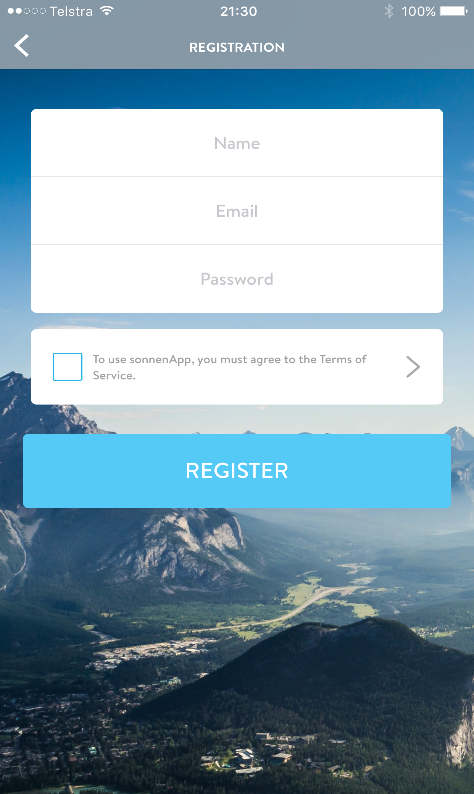 Telstra 21:30 100%
REGISTRATION
Name
Email
Password
To use sonnenApp, you must agree to the Terms of
Service.
REGISTER